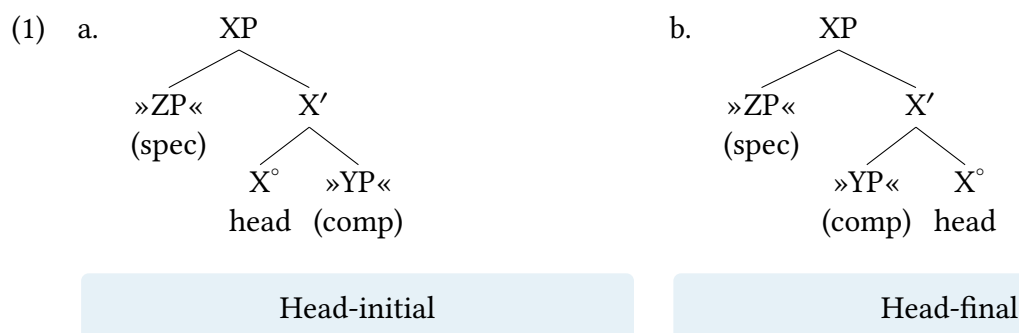 (1) a. XP b. XP
»ZP« X′ »ZP« X′
(spec) (spec)
X° »YP« »YP« X°
head (comp) (comp) head
Head-initial Head-final